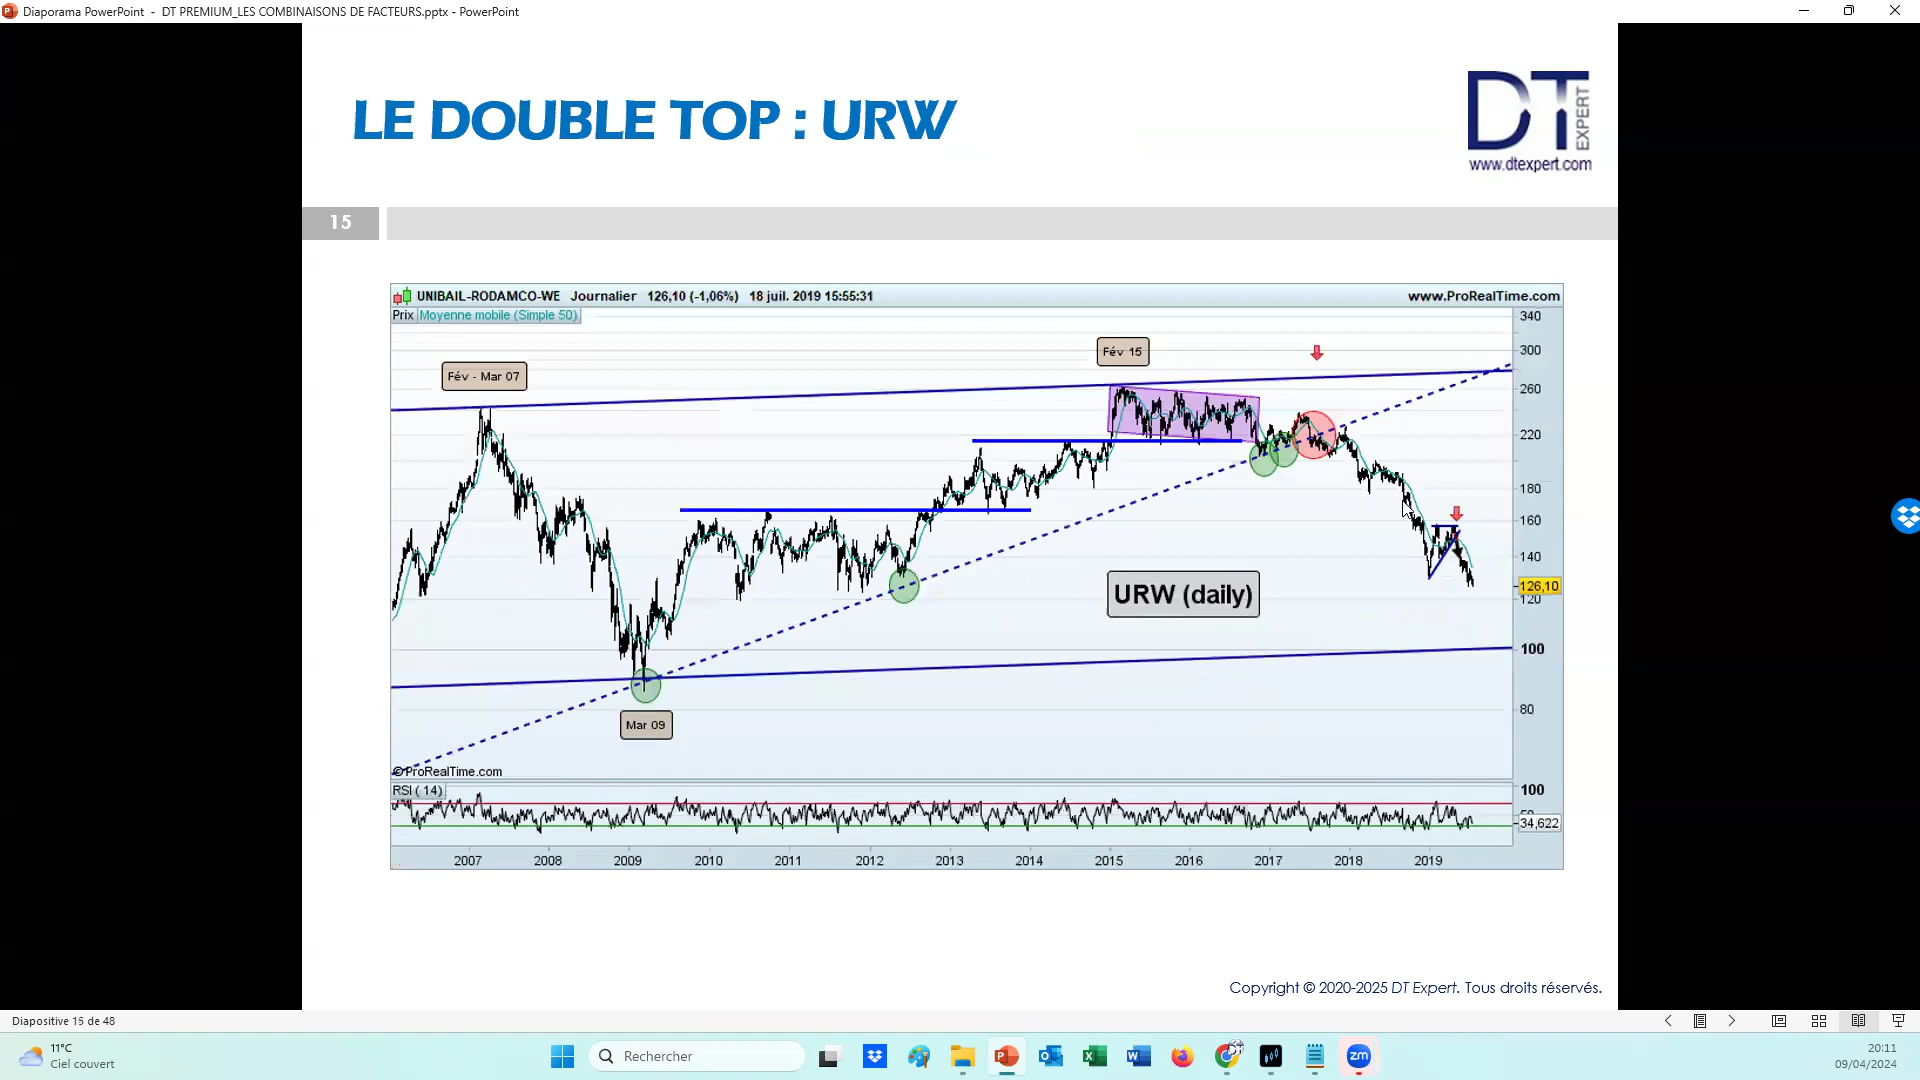 Diaporama PowerPoint - DT PREMIUM_LES COMBINAISONS DE FACTEURS.pptx - PowerPoint
LE DOUBLE TOP : URW
DT EXPERT
www.dtexpert.com
15
UNIBAIL-RODAMCO-WE Journalier 126,10 (-1,06%) 18 juil. 2019 15:55:31
www.ProRealTime.com
Prix Moyenne mobile (Simple 50)
340
300
260
220
180
160
140
126,10
120
100
80
Fév - Mar 07
Fév 15
URW (daily)
Mar 09
©ProRealTime.com
RSI ( 14)
100
50
34,622
2007 2008 2009 2010 2011 2012 2013 2014 2015 2016 2017 2018 2019
Copyright © 2020-2025 DT Expert. Tous droits réservés.
Diapositive 15 de 48
11°C
Ciel couvert
Rechercher
zm
20:11
09/04/2024